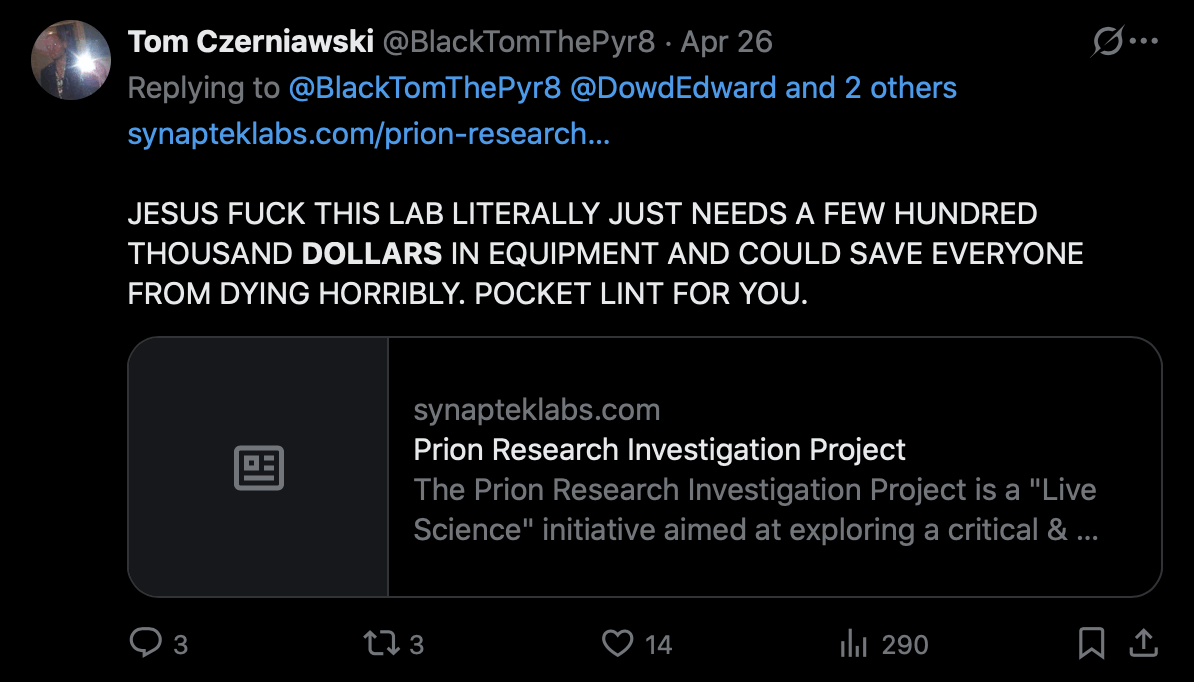 Tom Czerniawski @BlackTomThePyr8 · Apr 26
Replying to @BlackTomThePyr8 @DowdEdward and 2 others
synapteklabs.com/prion-research...
JESUS FUCK THIS LAB LITERALLY JUST NEEDS A FEW HUNDRED
THOUSAND DOLLARS IN EQUIPMENT AND COULD SAVE EVERYONE
FROM DYING HORRIBLY. POCKET LINT FOR YOU.
synapteklabs.com
Prion Research Investigation Project
The Prion Research Investigation Project is a "Live
Science" initiative aimed at exploring a critical & ...
3 3 14 290